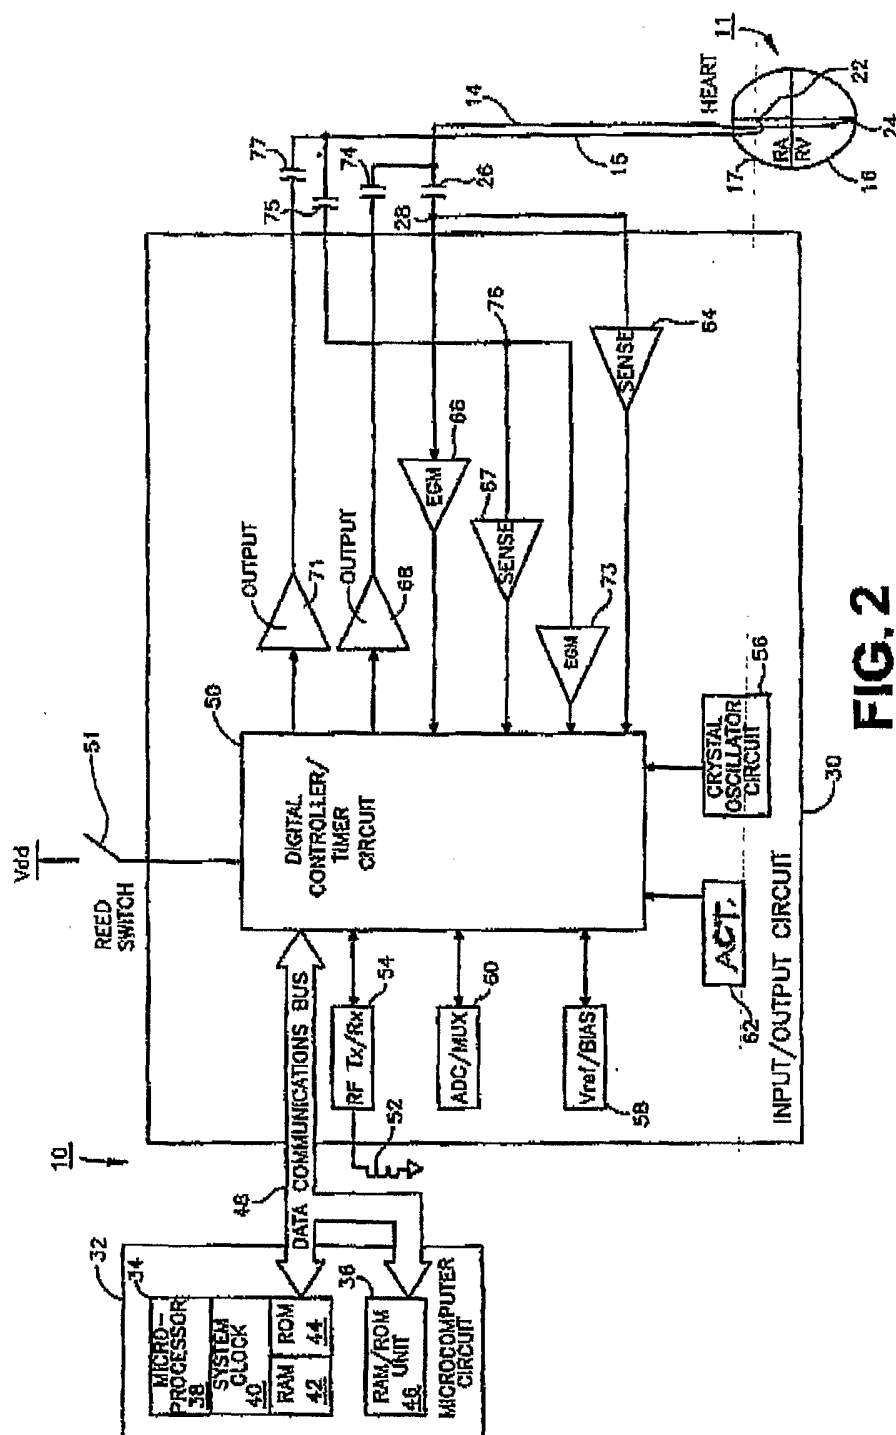 10
32
34
MICRO-
PROCESSOR
38
SYSTEM
CLOCK
40
RAM
42
ROM
44
36
RAM/ROM
UNIT
46
MICROCOMPUTER
CIRCUIT
48
DATA COMMUNICATIONS BUS
Vdd
51
REED
SWITCH
50
DIGITAL
CONTROLLER/
TIMER
CIRCUIT
52
RF Tx/Rx
54
ADC/MUX
60
Vref/BIAS
58
ACT.
62
CRYSTAL
OSCILLATOR
CIRCUIT
56
INPUT/OUTPUT CIRCUIT
30
OUTPUT
71
OUTPUT
68
EGM
66
SENSE
67
EGM
73
SENSE
64
76
77
75
74
28
26
14
15
HEART
11
17
RA
RV
16
22
24
FIG. 2